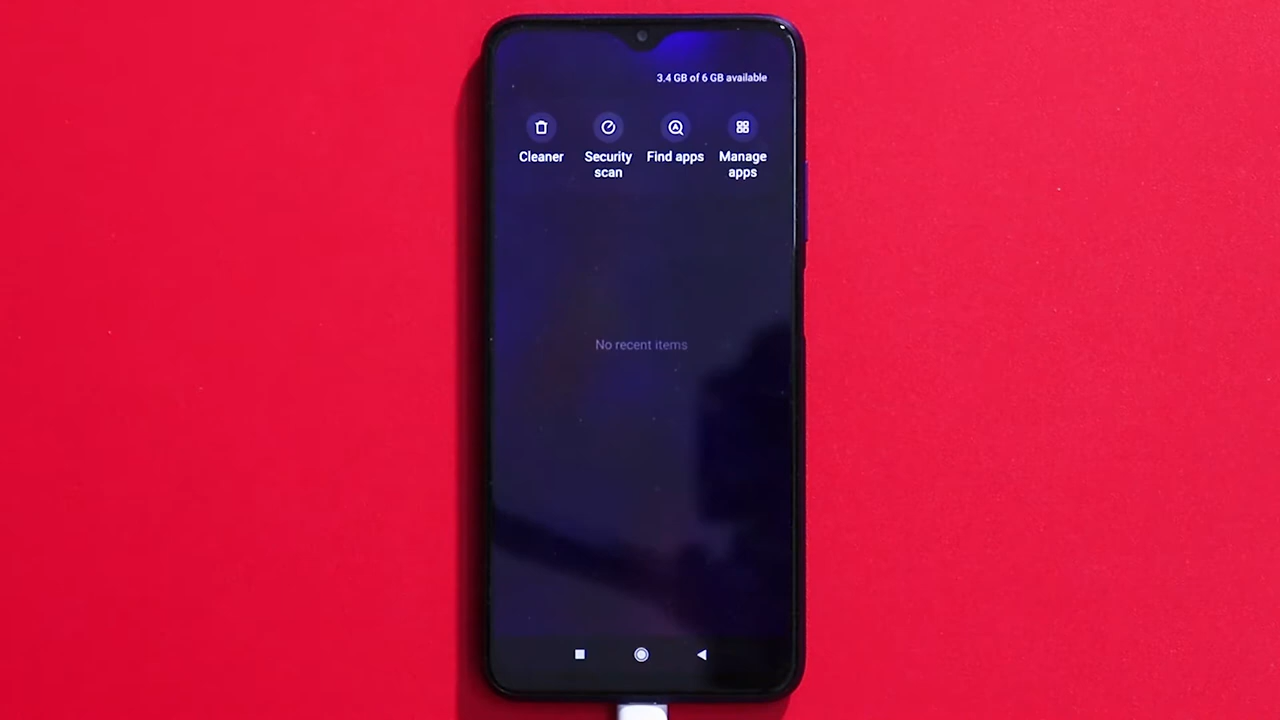 3.4 GB of 6 GB available
Cleaner
Security
scan
Find apps
Manage
apps
No recent items